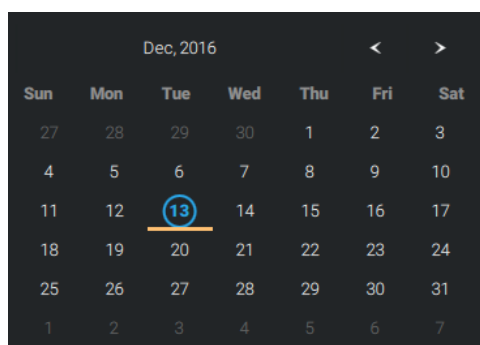 Dec, 2016 < >
Sun Mon Tue Wed Thu Fri Sat
27 28 29 30 1 2 3
4 5 6 7 8 9 10
11 12 13 14 15 16 17
18 19 20 21 22 23 24
25 26 27 28 29 30 31
1 2 3 4 5 6 7